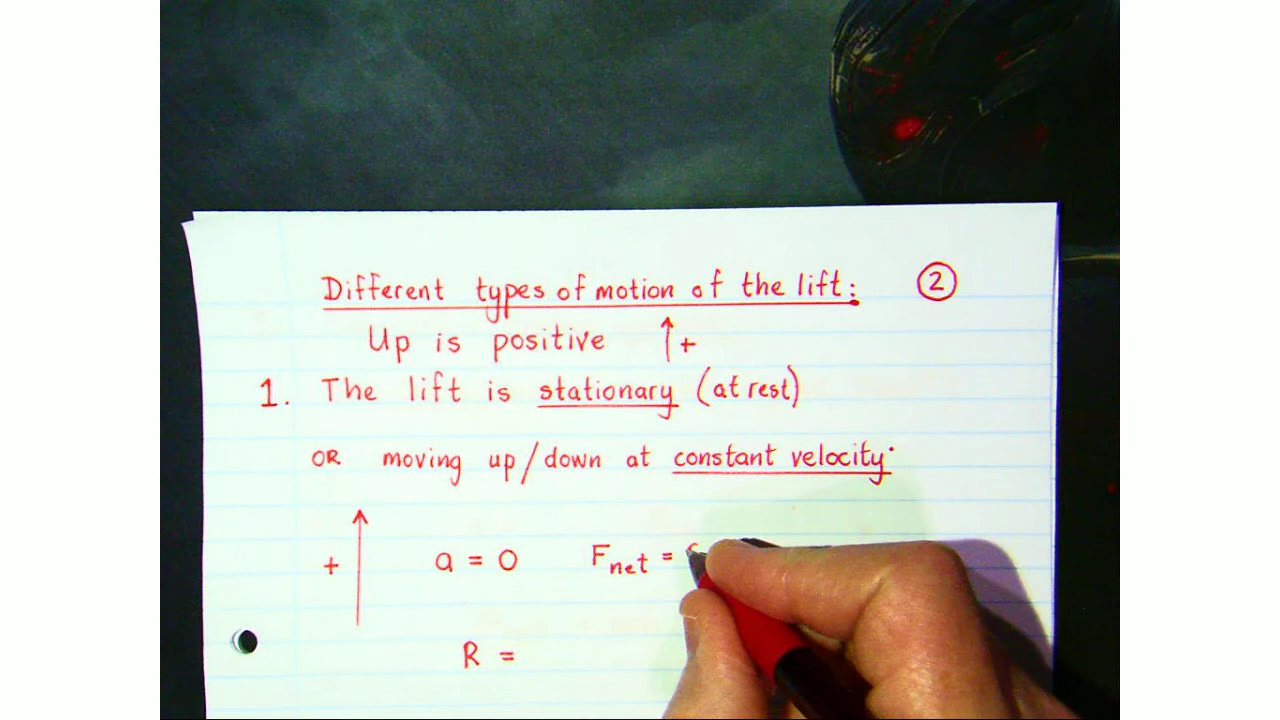 Different types of motion of the lift: 2
Up is positive ↑ +
1. The lift is stationary (at rest)
OR moving up/down at constant velocity.
+ ↑ a = 0 Fnet =
R =